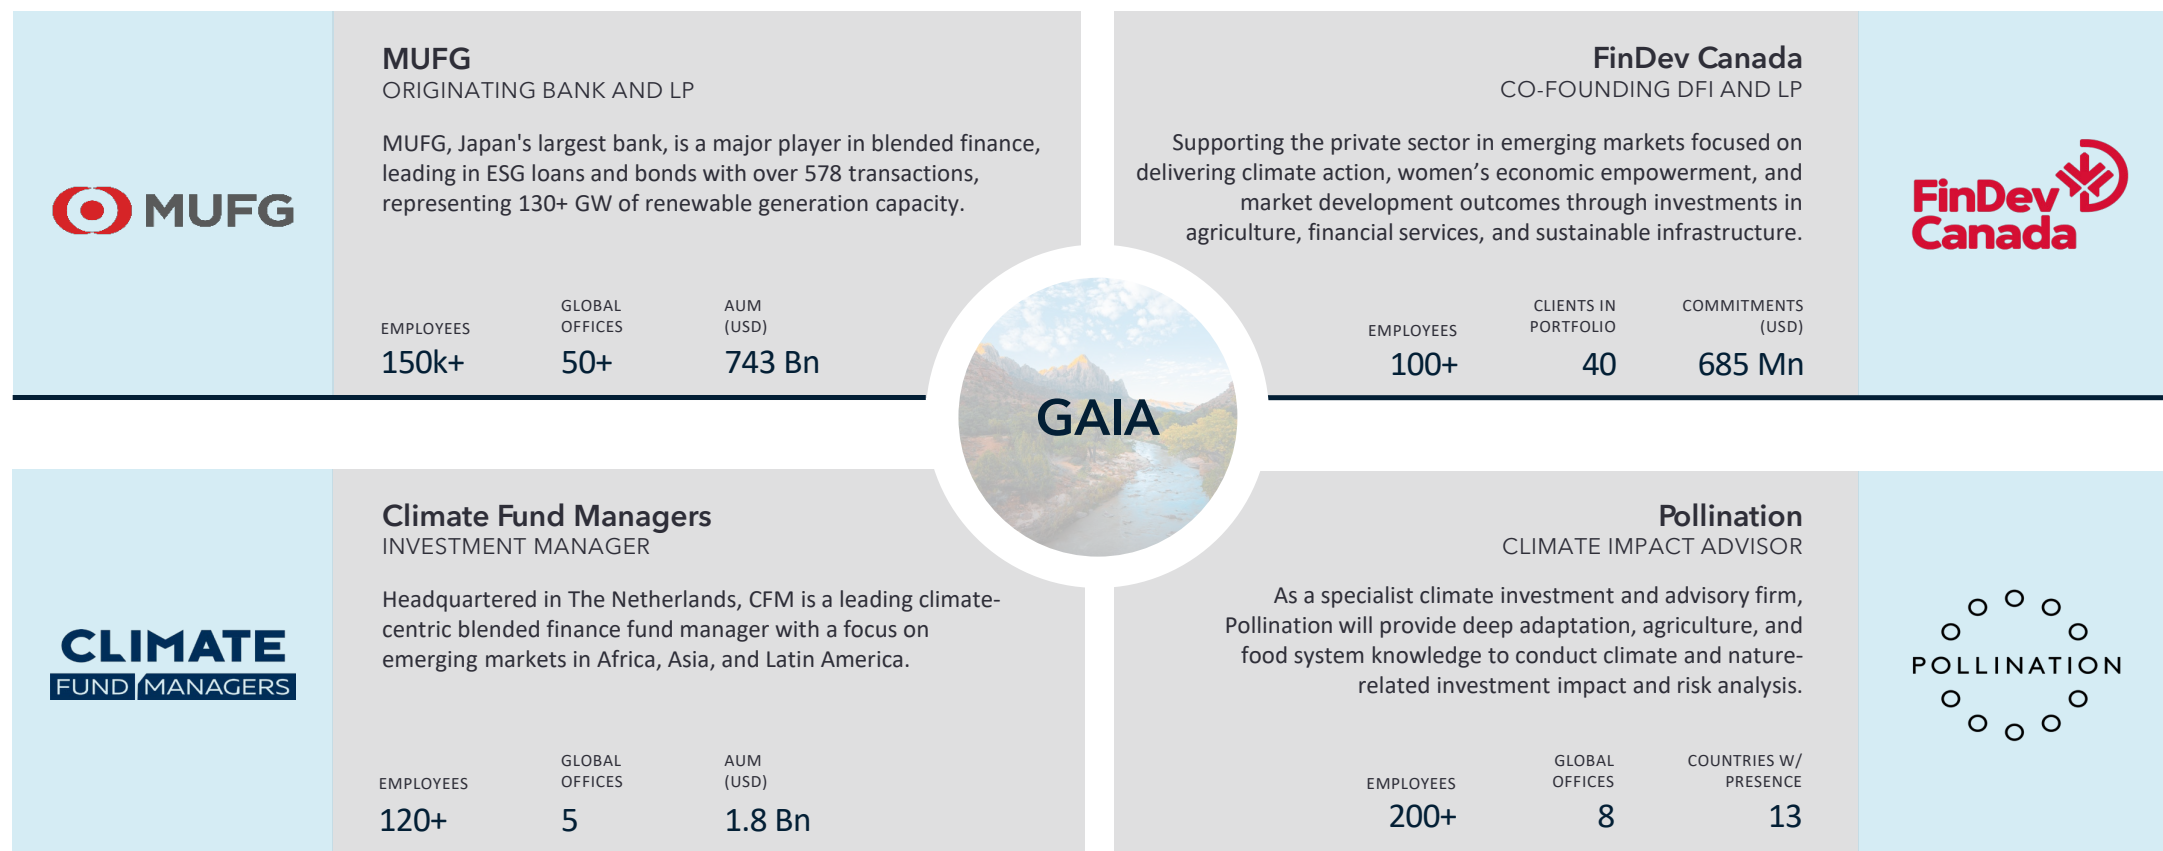 MUFG
MUFG
ORIGINATING BANK AND LP
MUFG, Japan's largest bank, is a major player in blended finance,
leading in ESG loans and bonds with over 578 transactions,
representing 130+ GW of renewable generation capacity.
EMPLOYEES
150k+
GLOBAL
OFFICES
50+
AUM
(USD)
743 Bn
FinDev Canada
CO-FOUNDING DFI AND LP
Supporting the private sector in emerging markets focused on
delivering climate action, women’s economic empowerment, and
market development outcomes through investments in
agriculture, financial services, and sustainable infrastructure.
EMPLOYEES
100+
CLIENTS IN
PORTFOLIO
40
COMMITMENTS
(USD)
685 Mn
FinDev
Canada
GAIA
CLIMATE
FUND MANAGERS
Climate Fund Managers
INVESTMENT MANAGER
Headquartered in The Netherlands, CFM is a leading climate-
centric blended finance fund manager with a focus on
emerging markets in Africa, Asia, and Latin America.
EMPLOYEES
120+
GLOBAL
OFFICES
5
AUM
(USD)
1.8 Bn
Pollination
CLIMATE IMPACT ADVISOR
As a specialist climate investment and advisory firm,
Pollination will provide deep adaptation, agriculture, and
food system knowledge to conduct climate and nature-
related investment impact and risk analysis.
EMPLOYEES
200+
GLOBAL
OFFICES
8
COUNTRIES W/
PRESENCE
13
POLLINATION